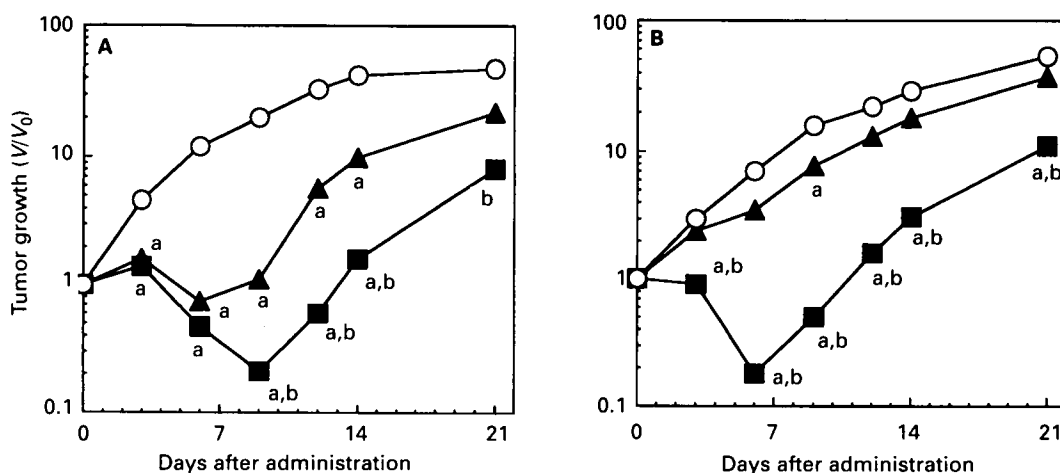 A
Tumor growth (V/V₀)
100
10
1
0.1
a
a
a
a
a
a,b
a
a,b
a
a,b
b
0
7
14
21
Days after administration
B
100
10
1
0.1
a,b
a
a,b
a,b
a,b
a,b
a,b
0
7
14
21
Days after administration